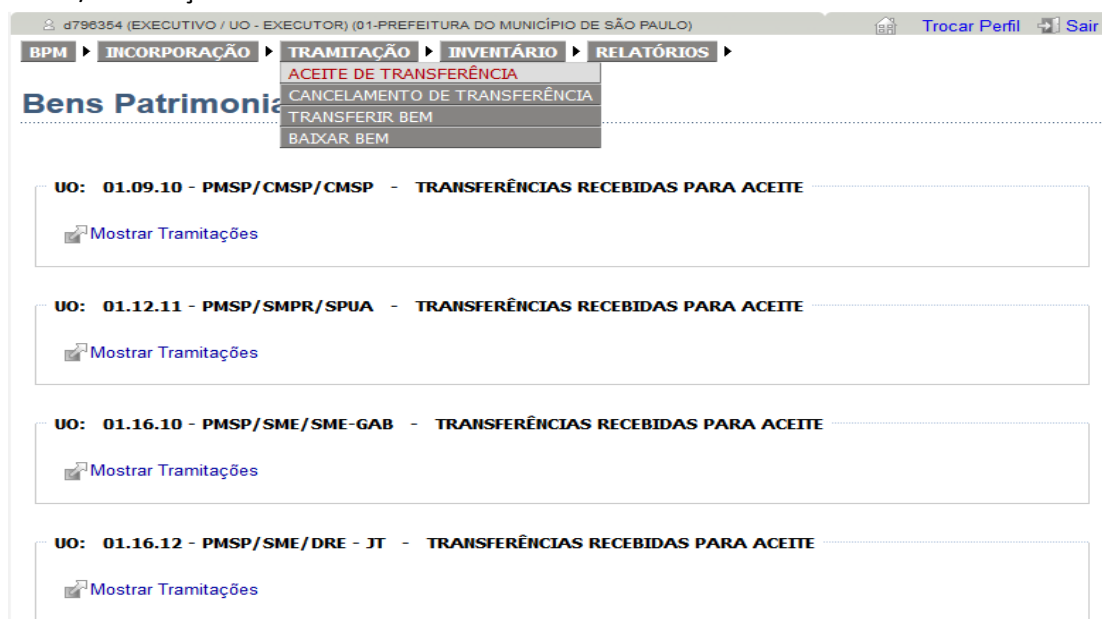 d796354 (EXECUTIVO / UO - EXECUTOR) (01-PREFEITURA DO MUNICÍPIO DE SÃO PAULO) Trocar Perfil Sair
BPM INCORPORAÇÃO TRAMITAÇÃO INVENTÁRIO RELATÓRIOS
ACEITE DE TRANSFERÊNCIA
CANCELAMENTO DE TRANSFERÊNCIA
TRANSFERIR BEM
BAIXAR BEM
Bens
UO: 01.09.10 - PMSP/CMSP/CMSP - TRANSFERÊNCIAS RECEBIDAS PARA ACEITE
Mostrar Tramitações
UO: 01.12.11 - PMSP/SMPR/SPUA - TRANSFERÊNCIAS RECEBIDAS PARA ACEITE
Mostrar Tramitações
UO: 01.16.10 - PMSP/SME/SME-GAB - TRANSFERÊNCIAS RECEBIDAS PARA ACEITE
Mostrar Tramitações
UO: 01.16.12 - PMSP/SME/DRE - JT - TRANSFERÊNCIAS RECEBIDAS PARA ACEITE
Mostrar Tramitações